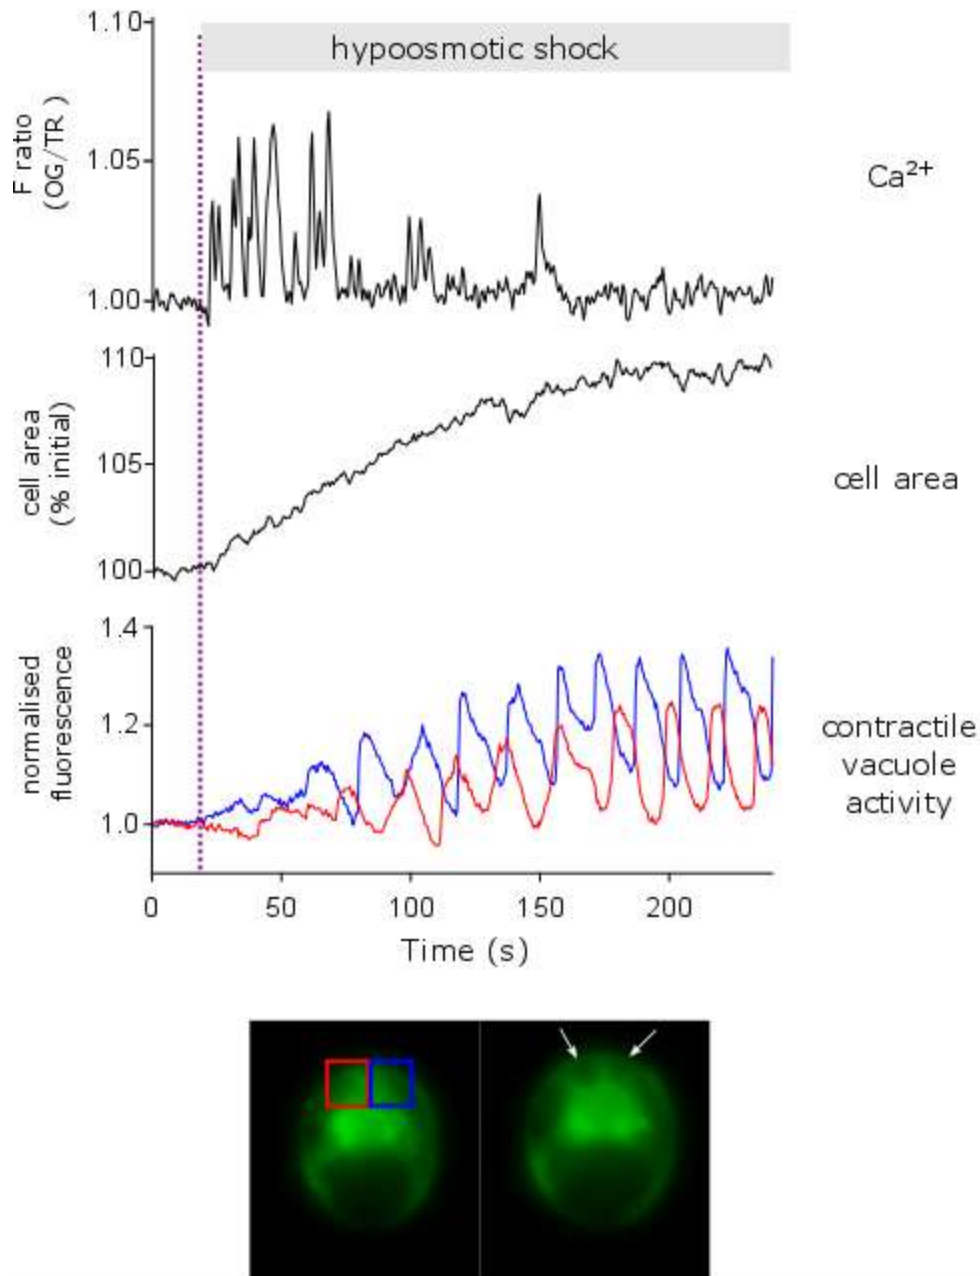 1.10
hypoosmotic shock
F ratio
(OG/TR)
1.05
Ca²⁺
1.00
110
cell area
(% initial)
105
cell area
100
1.4
normalised
fluorescence
1.2
contractile
vacuole
activity
1.0
0 50 100 150 200
Time (s)